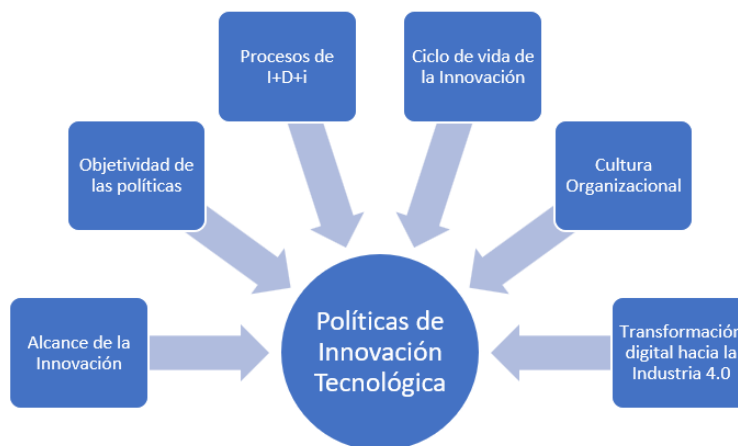 Procesos de
I+D+i
Ciclo de vida de
la Innovación
Objetividad de
las políticas
Cultura
Organizacional
Alcance de la
Innovación
Políticas de
Innovación
Tecnológica
Transformación
digital hacia la
Industria 4.0